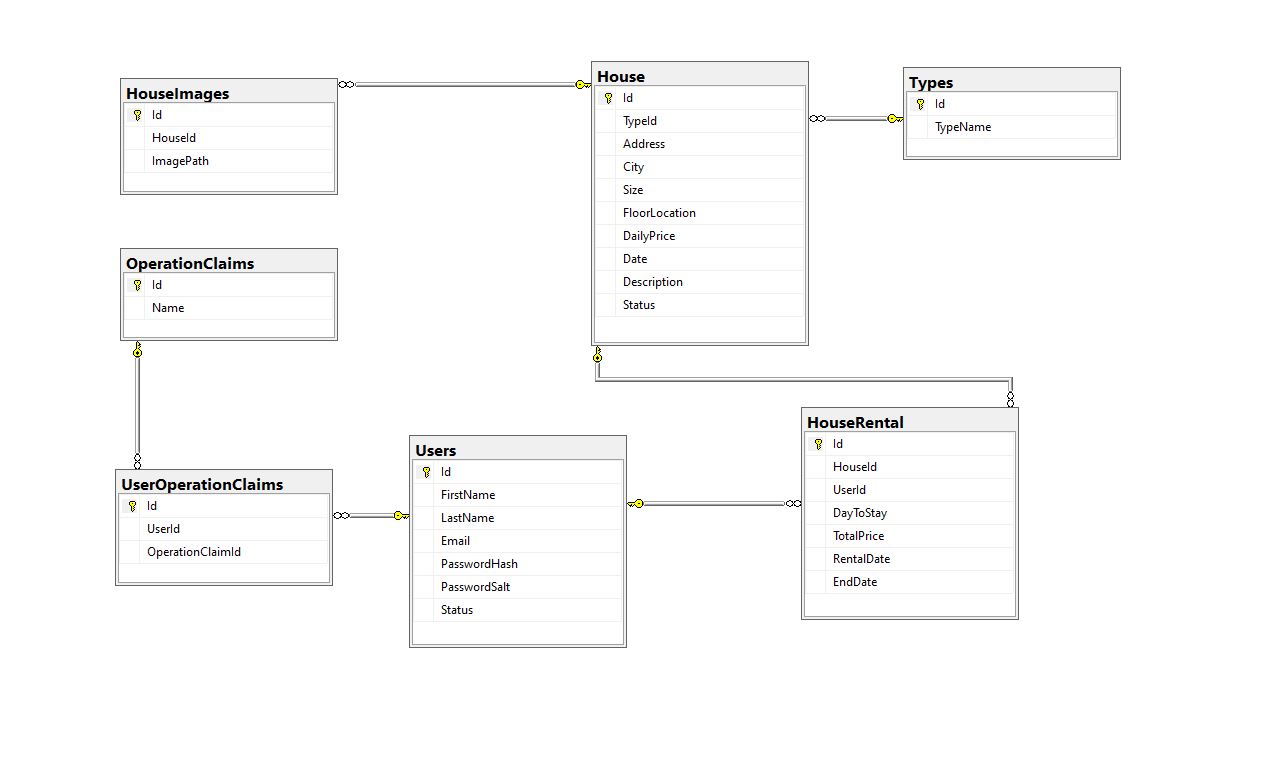 HouseImages
Id
HouseId
ImagePath
House
Id
TypeId
Address
City
Size
FloorLocation
DailyPrice
Date
Description
Status
Types
Id
TypeName
OperationClaims
Id
Name
UserOperationClaims
Id
UserId
OperationClaimId
Users
Id
FirstName
LastName
Email
PasswordHash
PasswordSalt
Status
HouseRental
Id
HouseId
UserId
DayToStay
TotalPrice
RentalDate
EndDate